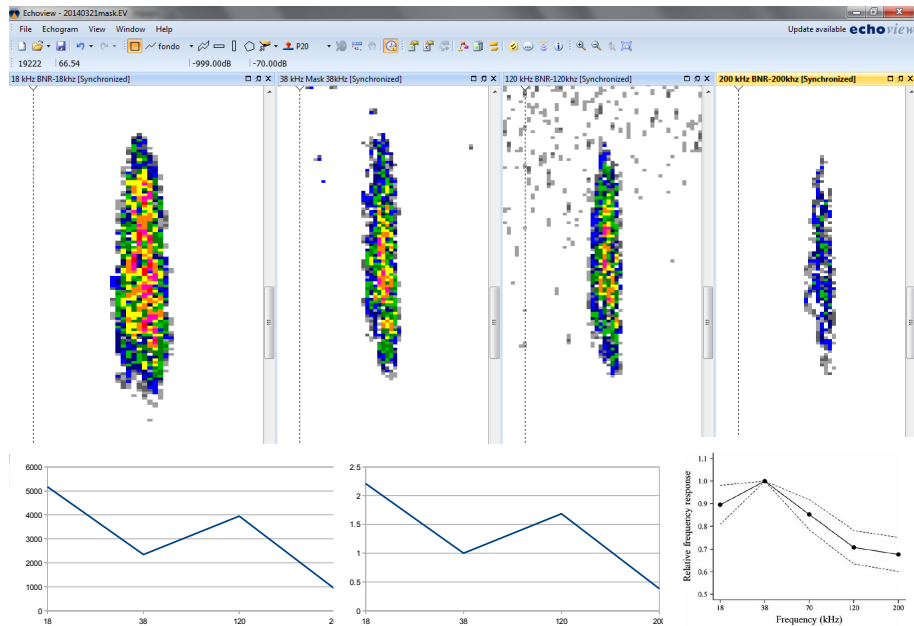 Echoview - 20140321mask.EV
File Echogram View Window Help
Update available echoview
fondo
P20
19222 66.54 -999.00dB -70.00dB
18 kHz BNR-18khz [Synchronized]
38 kHz Mask 38kHz [Synchronized]
120 kHz BNR-120khz [Synchronized]
200 kHz BNR-200khz [Synchronized]
6000
5000
4000
3000
2000
1000
0
18 38 120 2
2.5
2
1.5
1
0.5
0
18 38 120 200
Relative frequency response
1.1
1.0
0.9
0.8
0.7
0.6
0.5
18 38 70 120 200
Frequency (kHz)